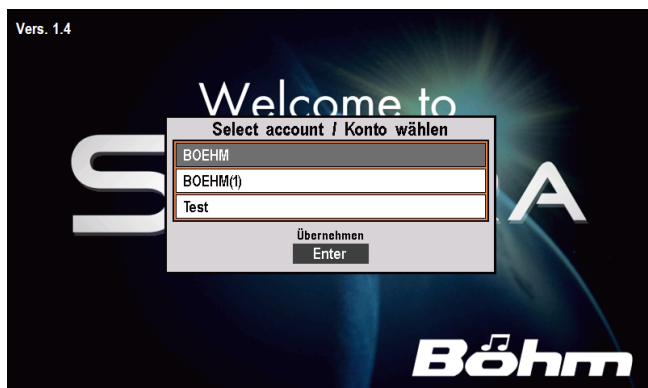 Vers. 1.4
Welcome to
Select account / Konto wählen
BOEHM
BOEHM(1)
Test
Übernehmen
Enter
Böhm